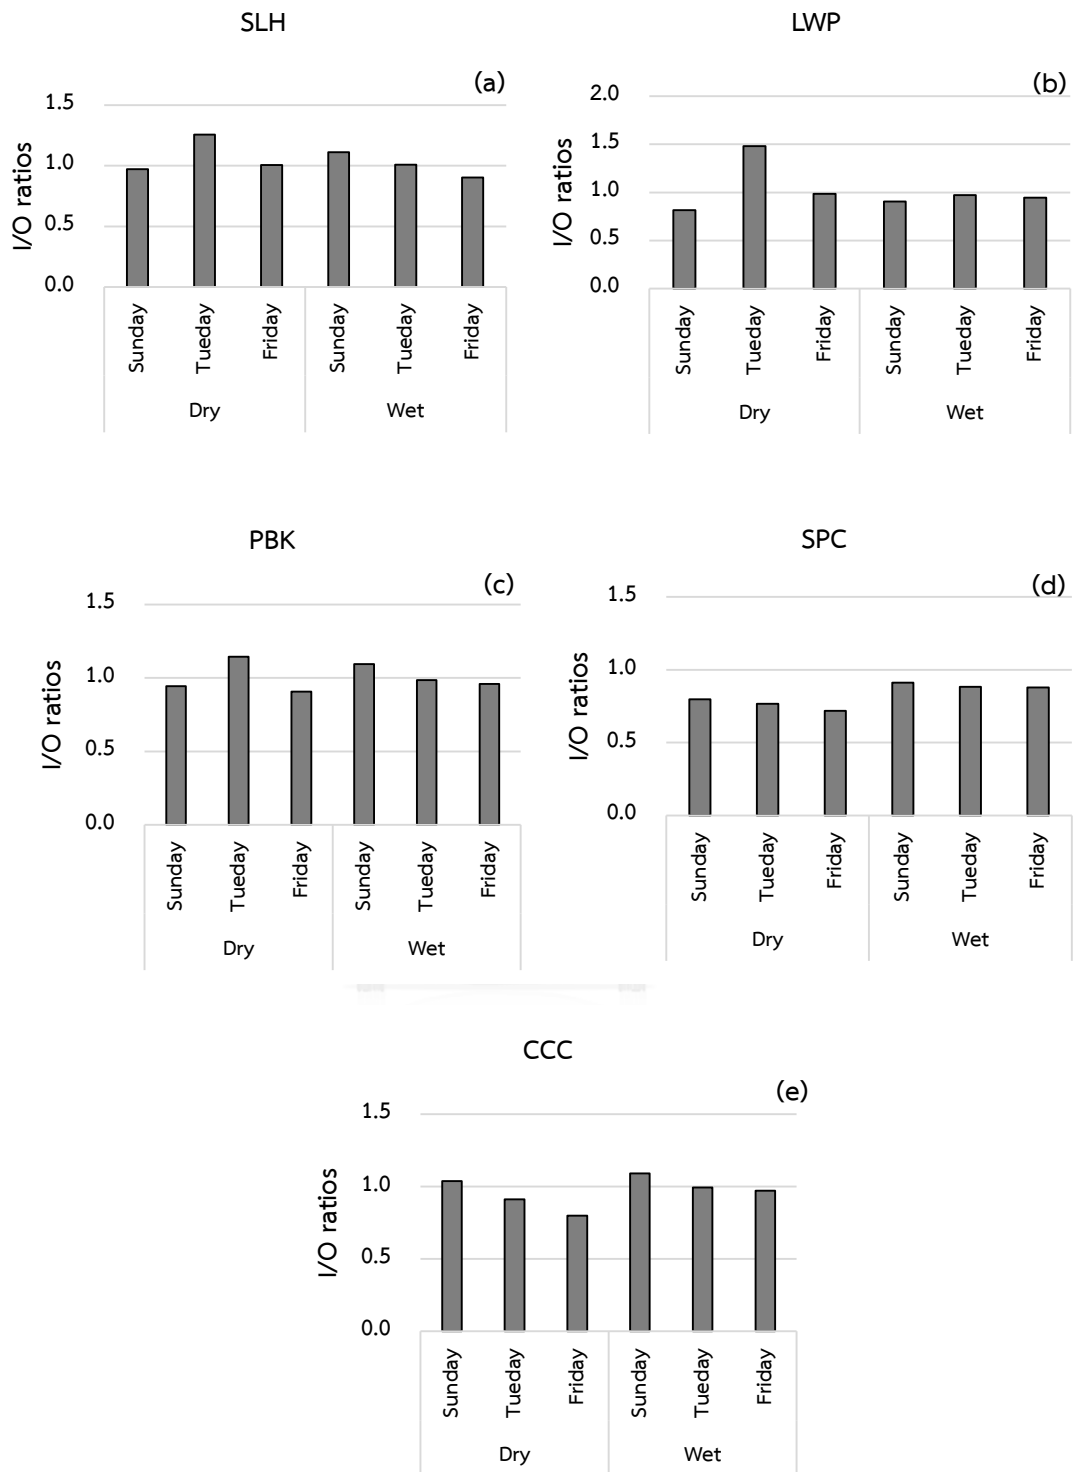 SLH
(a)
I/O ratios
1.5
1.0
0.5
0.0
Sunday
Tueday
Friday
Sunday
Tueday
Friday
Dry
Wet
LWP
(b)
I/O ratios
2.0
1.5
1.0
0.5
0.0
Sunday
Tueday
Friday
Sunday
Tueday
Friday
Dry
Wet
PBK
(c)
I/O ratios
1.5
1.0
0.5
0.0
Sunday
Tueday
Friday
Sunday
Tueday
Friday
Dry
Wet
SPC
(d)
I/O ratios
1.5
1.0
0.5
0.0
Sunday
Tueday
Friday
Sunday
Tueday
Friday
Dry
Wet
CCC
(e)
I/O ratios
1.5
1.0
0.5
0.0
Sunday
Tueday
Friday
Sunday
Tueday
Friday
Dry
Wet